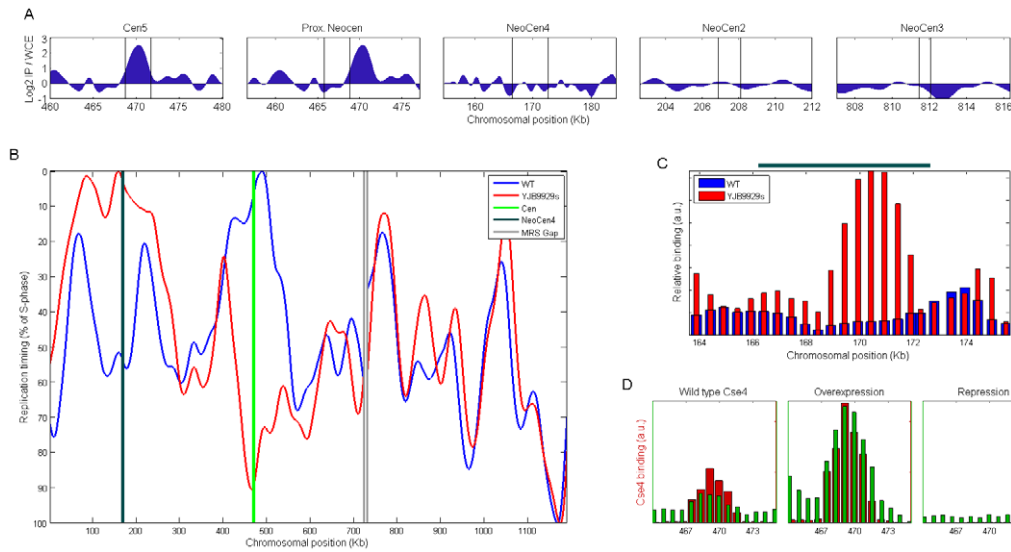 A
Cen5
Prox. Neocen
NeoCen4
NeoCen2
NeoCen3
Log2 IP / WCE
3
2
1
0
-1
460 465 470 475 480
460 465 470 475
160 170 180
204 206 208 210 212
808 810 812 814 816
Chromosomal position (Kb)
B
Replication timing (% of S-phase)
0
10
20
30
40
50
60
70
80
90
100
WT
YJB9929s
Cen
NeoCen4
MRS Gap
100 200 300 400 500 600 700 800 900 1000
Chromosomal position (Kb)
C
WT
YJB9929s
Relative binding (a.u.)
164 166 168 170 172 174
Chromosomal position (Kb)
D
Wild type Cse4
Overexpression
Repression
Cse4 binding (a.u.)
467 470 473
467 470 473
467 470